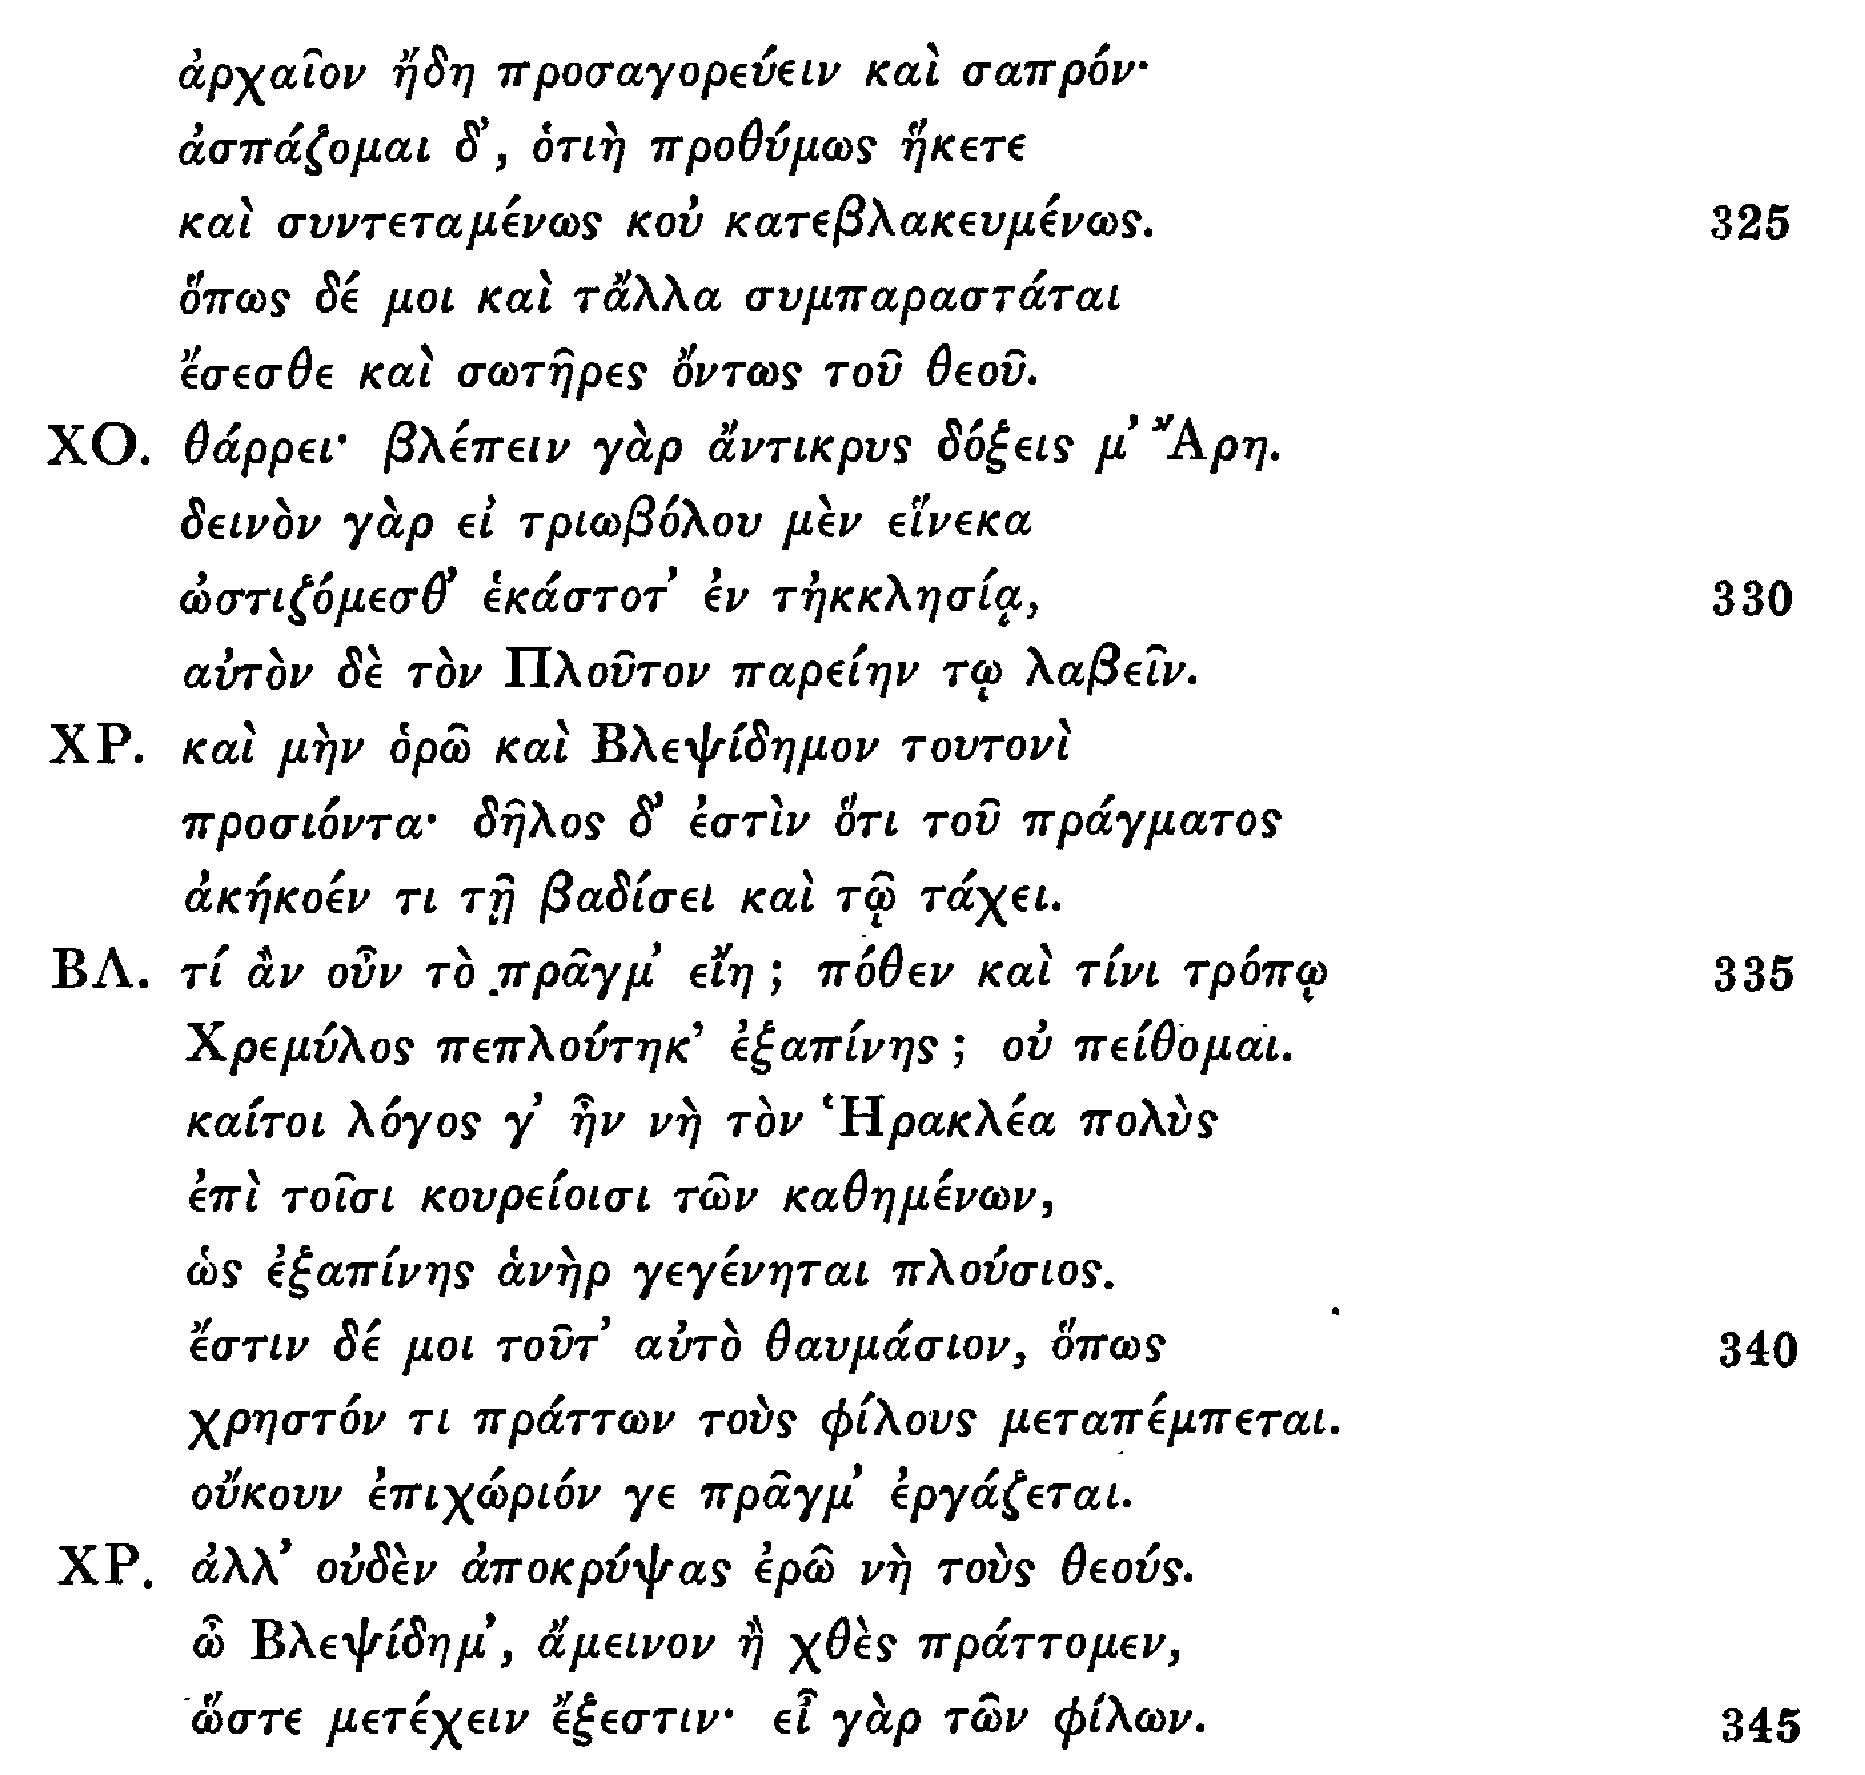 ἀρχαῖον ἤδη προσαγορεύειν καὶ σαπρόν·
ἀσπάζομαι δ’, ὁτιὴ προθύμως ἥκετε
καὶ συντεταμένως κοὐ κατεβλακευμένως. 325
ὅπως δέ μοι καὶ τἄλλα συμπαραστάται
ἔσεσθε καὶ σωτῆρες ὄντως τοῦ θεοῦ.
ΧΟ. θάρρει· βλέπειν γὰρ ἄντικρυς δόξεις μ’ Ἄρη.
δεινὸν γὰρ εἰ τριωβόλου μὲν εἵνεκα
ὠστιζόμεσθ’ ἑκάστοτ’ ἐν τἠκκλησίᾳ, 330
αὐτὸν δὲ τὸν Πλοῦτον παρείην τῳ λαβεῖν.
ΧΡ. καὶ μὴν ὁρῶ καὶ Βλεψίδημον τουτονὶ
προσιόντα· δῆλος δ’ ἐστὶν ὅτι τοῦ πράγματος
ἀκήκοέν τι τῇ βαδίσει καὶ τῷ τάχει.
ΒΛ. τί ἂν οὖν τὸ πρᾶγμ’ εἴη; πόθεν καὶ τίνι τρόπῳ 335
Χρεμύλος πεπλούτηκ’ ἐξαπίνης; οὐ πείθομαι.
καίτοι λόγος γ’ ἦν νὴ τὸν Ἡρακλέα πολὺς
ἐπὶ τοῖσι κουρείοισι τῶν καθημένων,
ὡς ἐξαπίνης ἁνὴρ γεγένηται πλούσιος.
ἔστιν δέ μοι τοῦτ’ αὐτὸ θαυμάσιον, ὅπως 340
χρηστόν τι πράττων τοὺς φίλους μεταπέμπεται.
οὔκουν ἐπιχώριόν γε πρᾶγμ’ ἐργάζεται.
ΧΡ. ἀλλ’ οὐδὲν ἀποκρύψας ἐρῶ νὴ τοὺς θεούς.
ὦ Βλεψίδημ’, ἄμεινον ἢ χθὲς πράττομεν,
ὥστε μετέχειν ἔξεστιν· εἶ γὰρ τῶν φίλων. 345